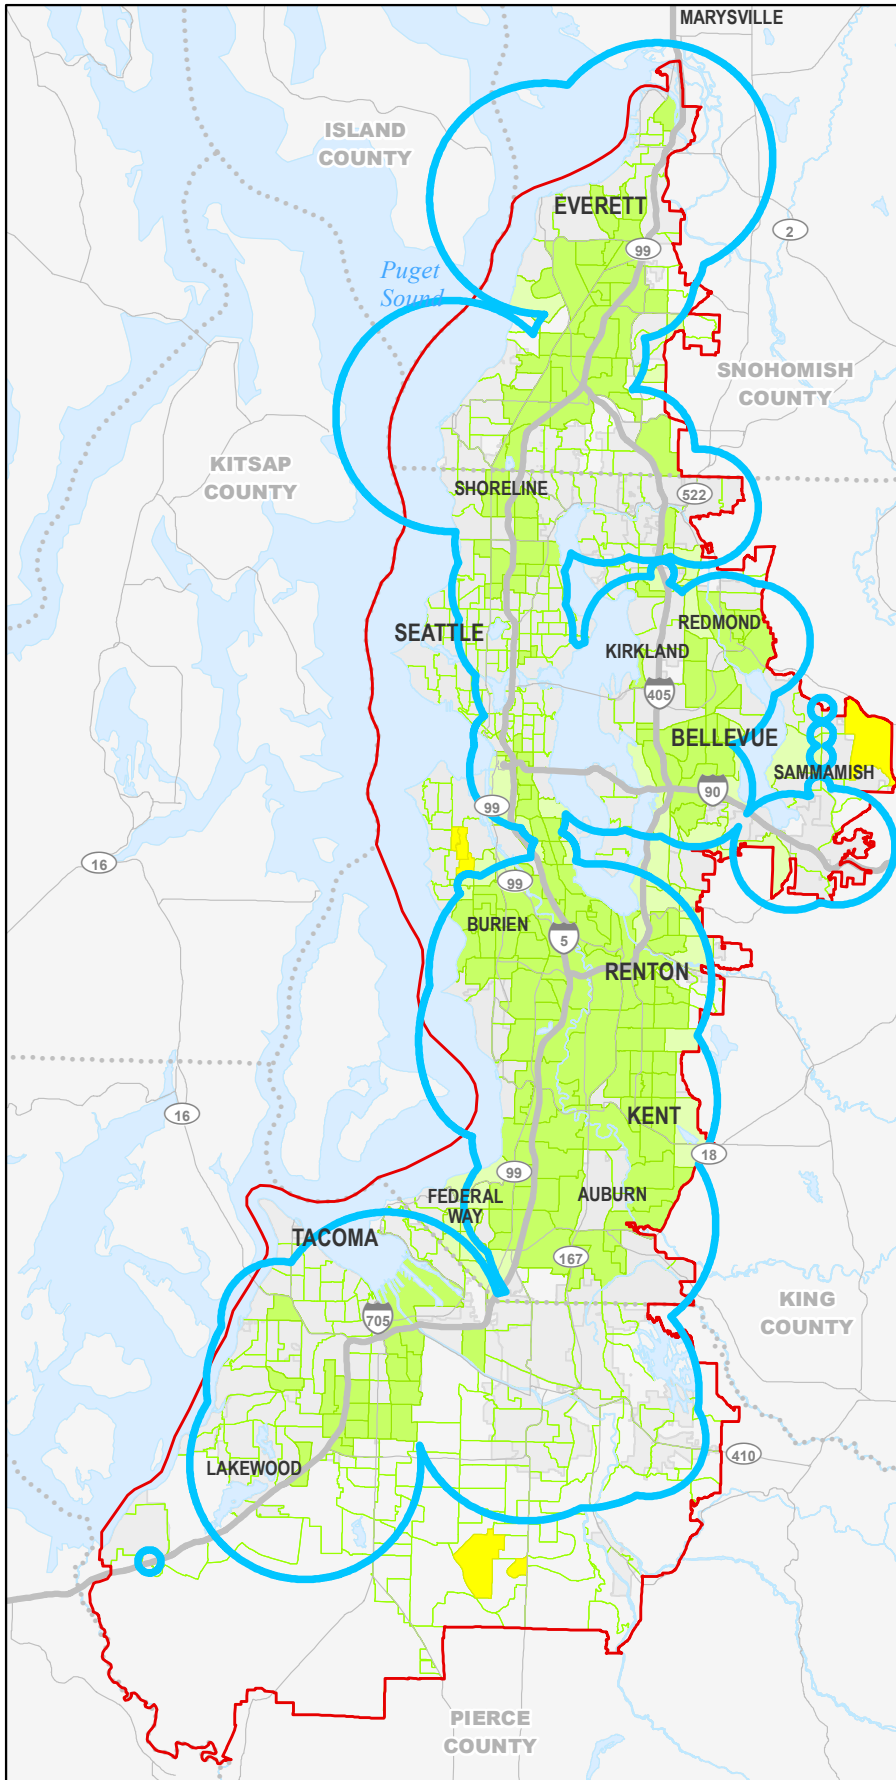 MARYSVILLE
ISLAND
COUNTY
EVERETT
2
99
Puget
Sound
SNOHOMISH
COUNTY
KITSAP
COUNTY
SHORELINE
522
SEATTLE
REDMOND
KIRKLAND
405
BELLEVUE
SAMMAMISH
90
99
16
99
BURIEN
5
RENTON
16
KENT
18
99
FEDERAL
WAY
AUBURN
TACOMA
167
KING
COUNTY
705
410
LAKEWOOD
PIERCE
COUNTY